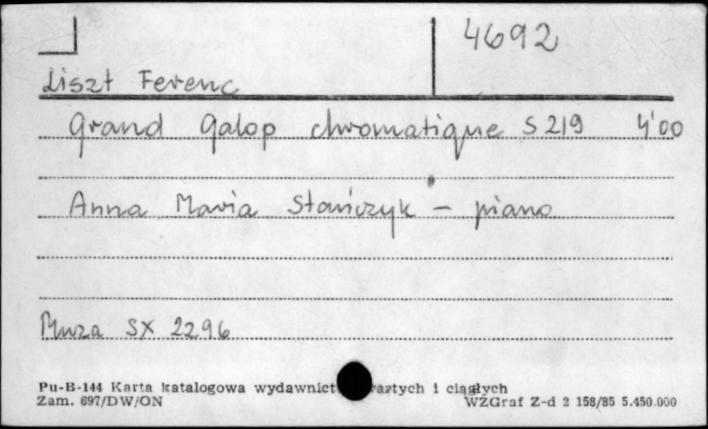 4692
Liszt Ferenc
Grand Galop chromatique S 219 4'00
Anna Maria Stańczyk – piano
Muza SX 2296
Pu-B-144 Karta katalogowa wydawnict i ciągłych
Zam. 697/DW/ON WZGraf Z-d 2 158/85 5.450.000